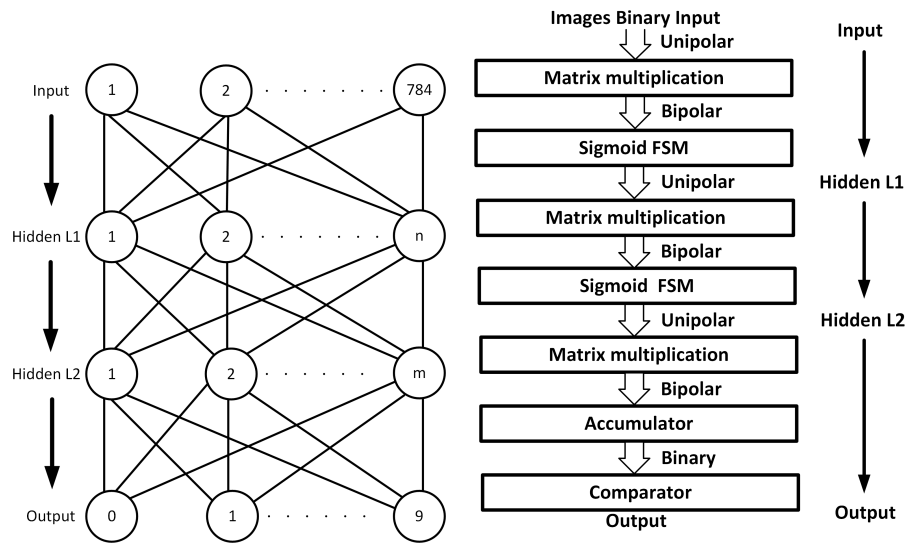 Input
1
2
784
Hidden L1
1
2
n
Hidden L2
1
2
m
Output
0
1
9
Images Binary Input
Unipolar
Matrix multiplication
Bipolar
Sigmoid FSM
Unipolar
Matrix multiplication
Bipolar
Sigmoid FSM
Unipolar
Matrix multiplication
Bipolar
Accumulator
Binary
Comparator
Output
Input
Hidden L1
Hidden L2
Output